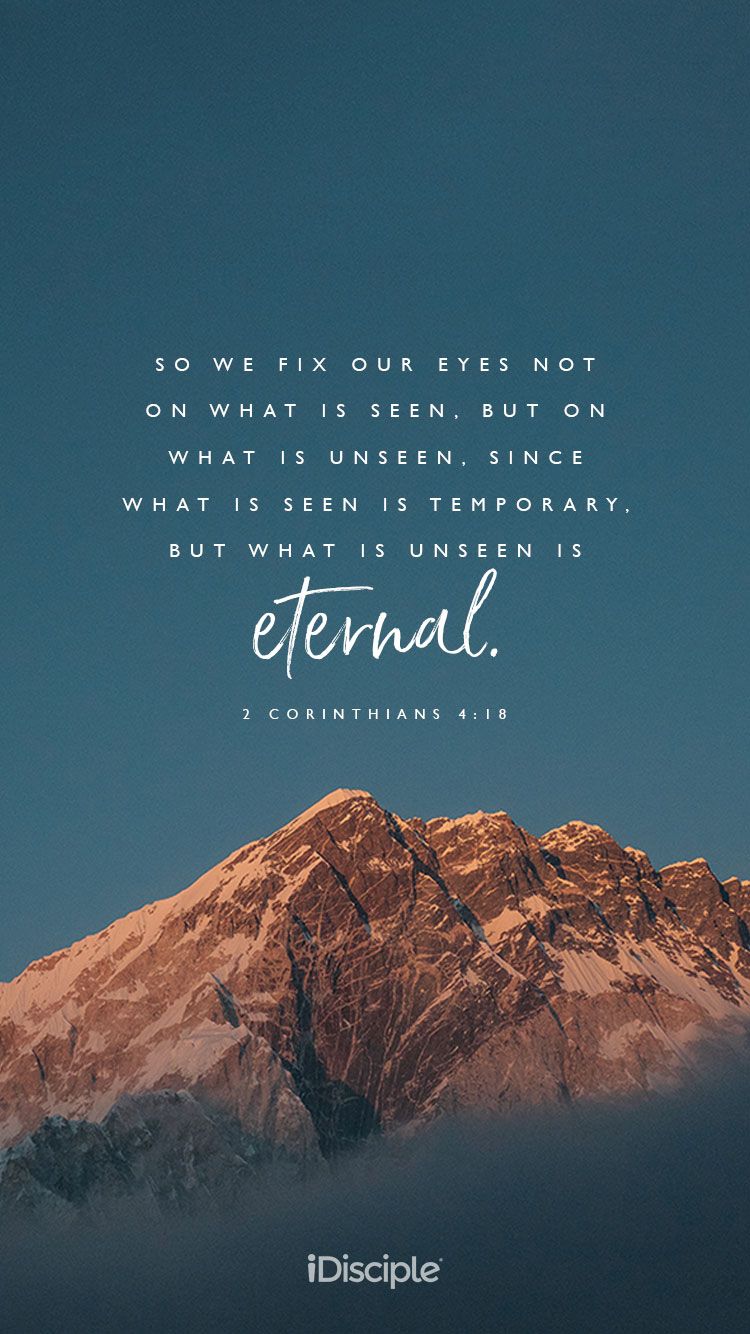 SO WE FIX OUR EYES NOT
ON WHAT IS SEEN, BUT ON
WHAT IS UNSEEN, SINCE
WHAT IS SEEN IS TEMPORARY,
BUT WHAT IS UNSEEN IS
eternal.
2 CORINTHIANS 4:18
iDisciple